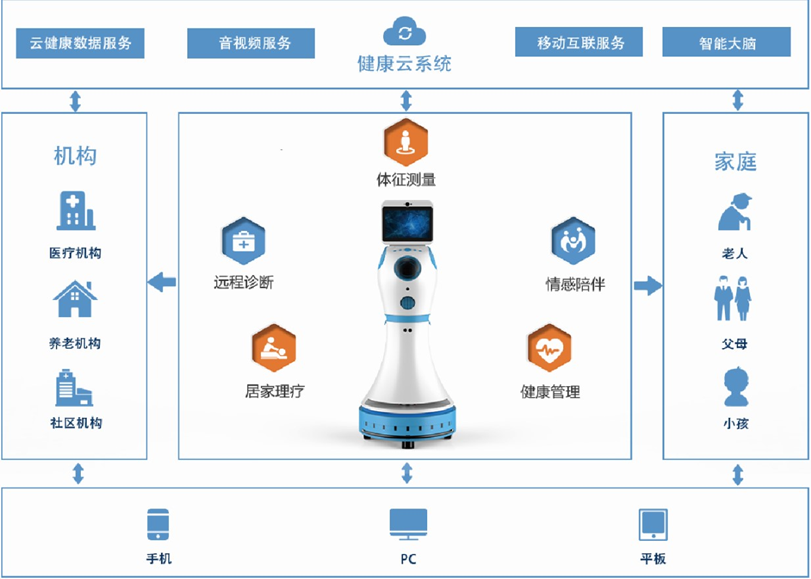 云健康数据服务
音视频服务
健康云系统
移动互联服务
智能大脑
机构
医疗机构
养老机构
社区机构
体征测量
远程诊断
情感陪伴
居家理疗
健康管理
家庭
老人
父母
小孩
手机
PC
平板